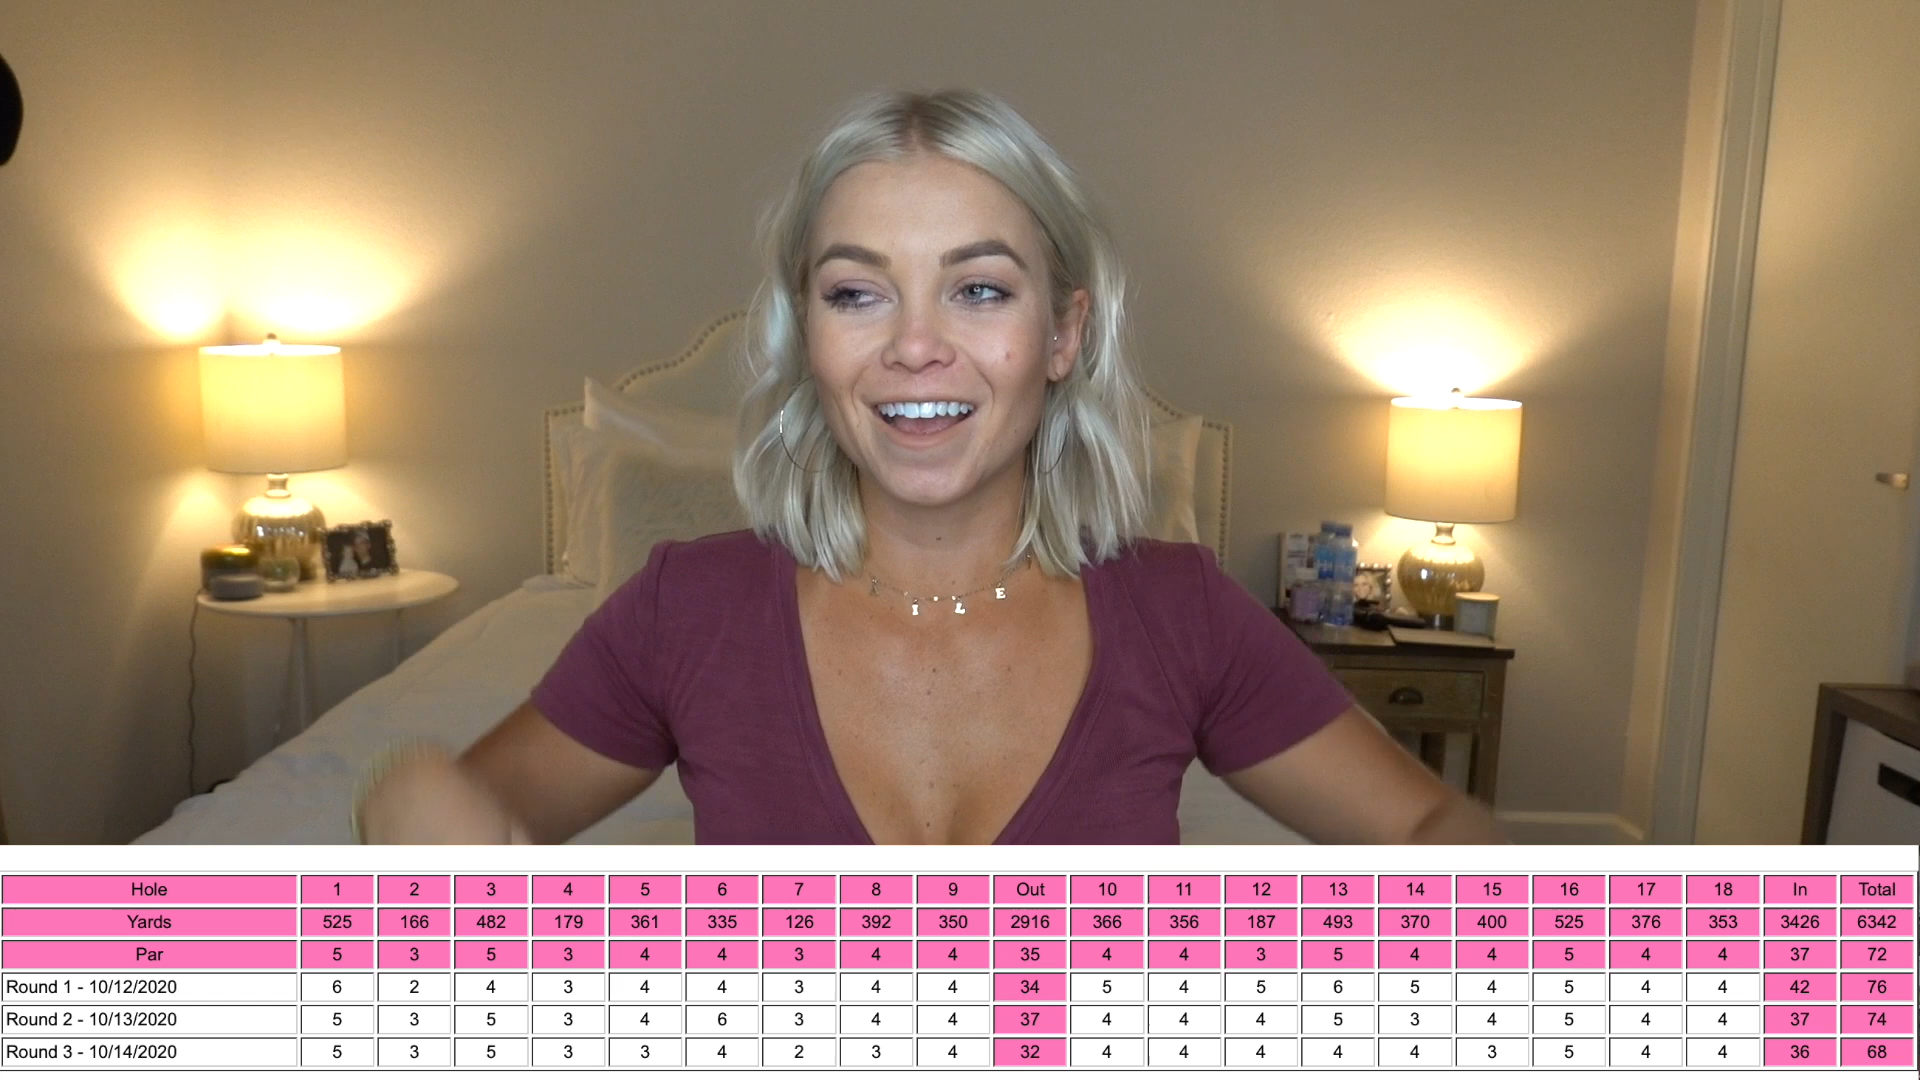 I L E
Hole 1 2 3 4 5 6 7 8 9 Out 10 11 12 13 14 15 16 17 18 In Total
Yards 525 166 482 179 361 335 126 392 350 2916 366 356 187 493 370 400 525 376 353 3426 6342
Par 5 3 5 3 4 4 3 4 4 35 4 4 3 5 4 4 5 4 4 37 72
Round 1 - 10/12/2020 6 2 4 3 4 4 3 4 4 34 5 4 5 6 5 4 5 4 4 42 76
Round 2 - 10/13/2020 5 3 5 3 4 6 3 4 4 37 4 4 4 5 3 4 5 4 4 37 74
Round 3 - 10/14/2020 5 3 5 3 3 4 2 3 4 32 4 4 4 4 4 3 5 4 4 36 68